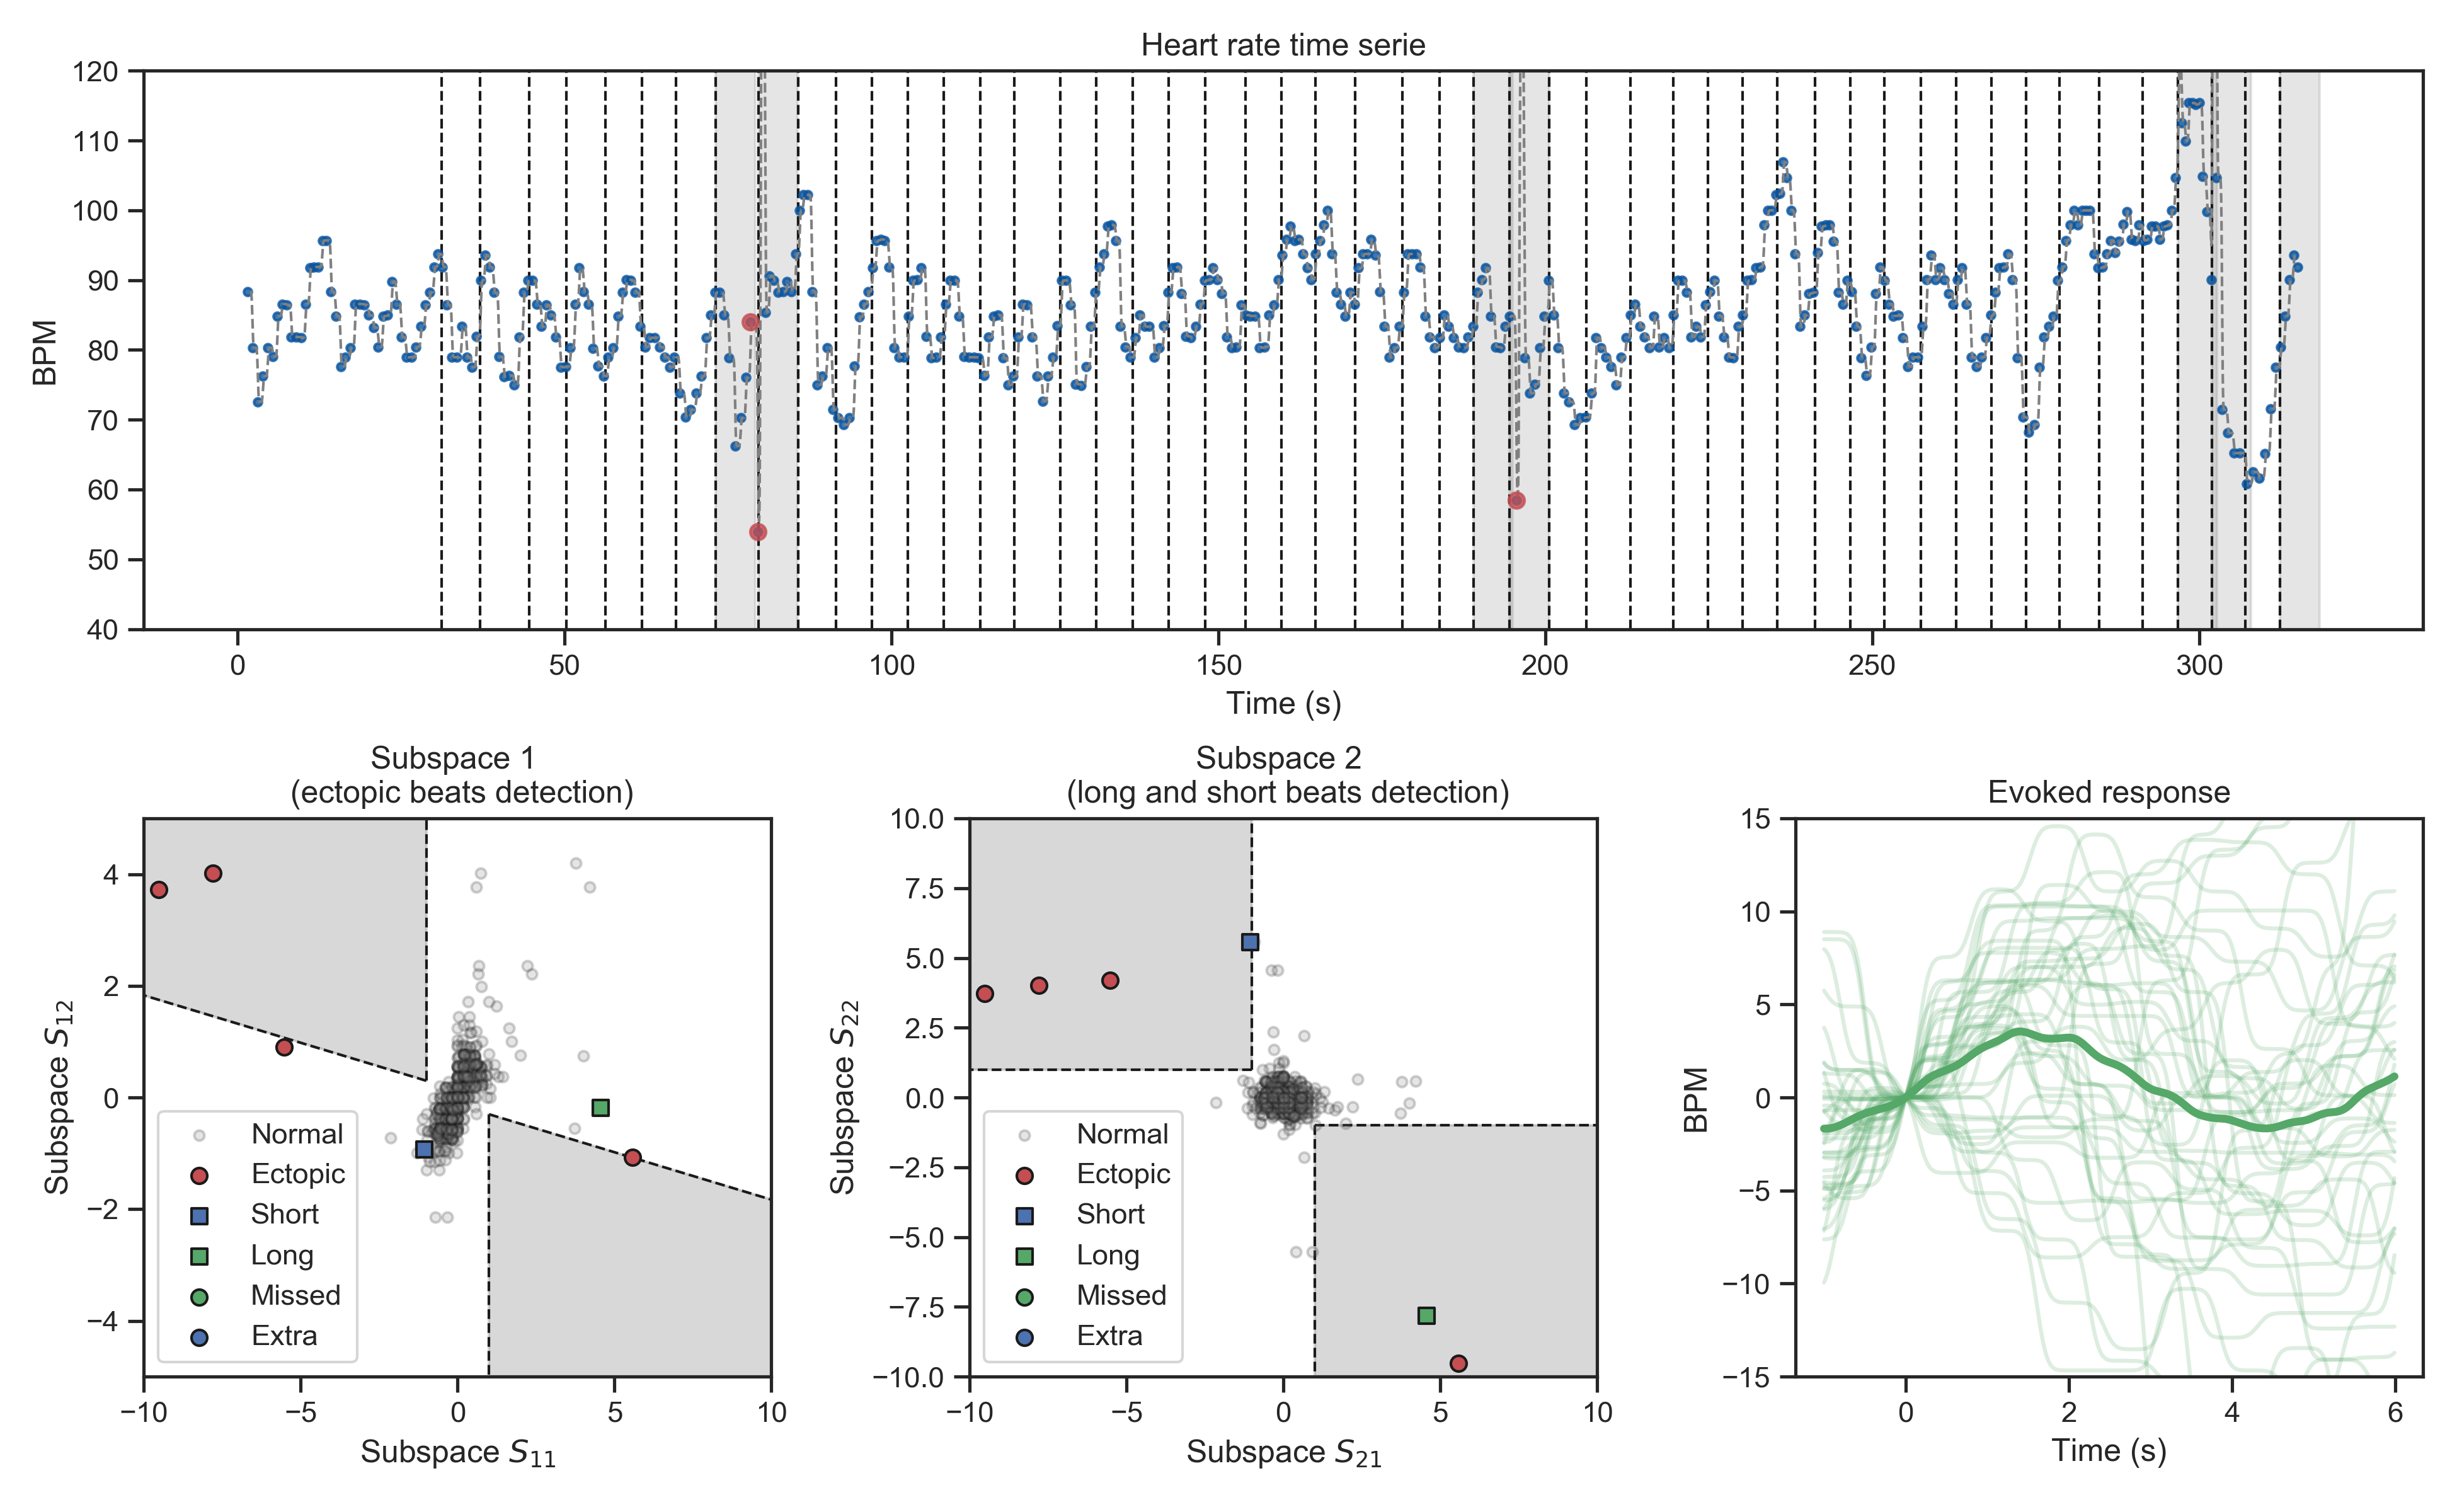 Heart rate time serie
120
110
100
90
80
70
60
50
40
BPM
0
50
100
150
200
250
300
Time (s)
Subspace 1
(ectopic beats detection)
4
2
0
−2
−4
Subspace S12
Normal
Ectopic
Short
Long
Missed
Extra
−10
−5
0
5
10
Subspace S11
Subspace 2
(long and short beats detection)
10.0
7.5
5.0
2.5
0.0
−2.5
−5.0
−7.5
−10.0
Subspace S22
Normal
Ectopic
Short
Long
Missed
Extra
−10
−5
0
5
10
Subspace S21
Evoked response
15
10
5
0
−5
−10
−15
BPM
0
2
4
6
Time (s)